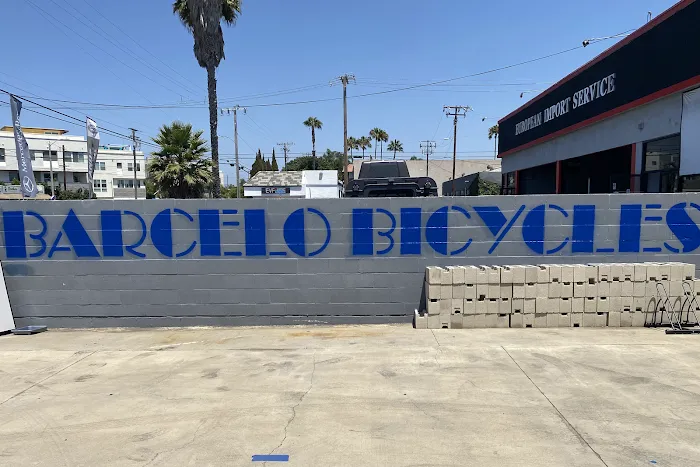 EUROPEAN IMPORT SERVICE
BARCELO BICYCLES